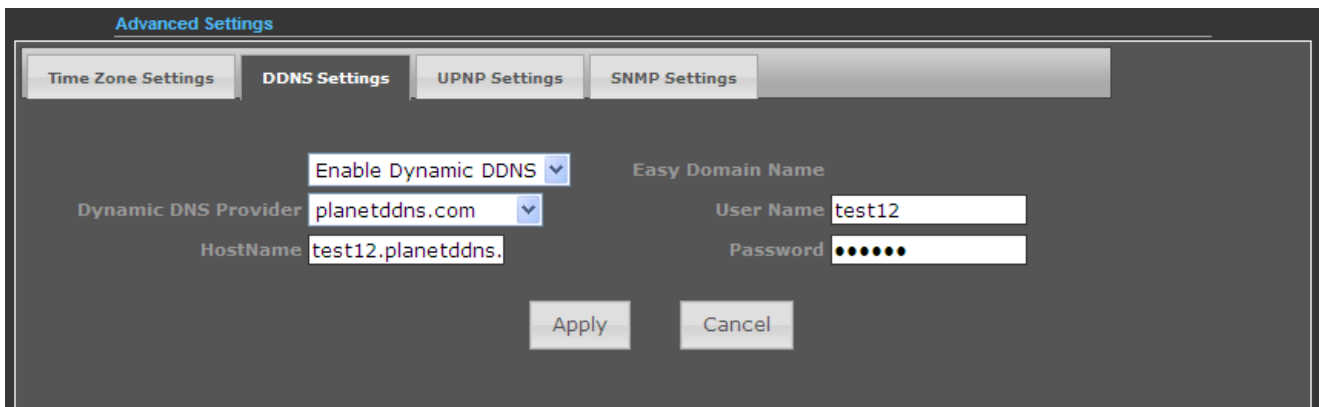 Advanced Settings
Time Zone Settings DDNS Settings UPNP Settings SNMP Settings
Enable Dynamic DDNS Easy Domain Name
Dynamic DNS Provider planetddns.com User Name test12
HostName test12.planetddns. Password ●●●●●●
Apply Cancel